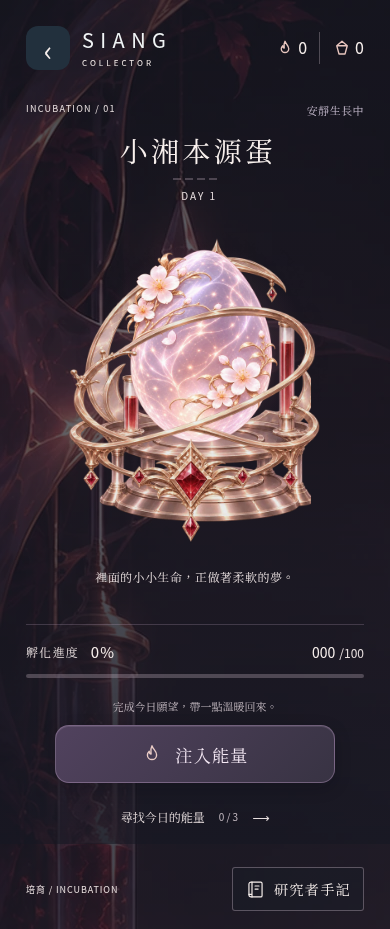 ‹ SIANG
COLLECTOR
0 0
INCUBATION / 01 安靜生長中
小湘本源蛋
DAY 1
裡面的小小生命，正做著柔軟的夢。
孵化進度 0% 000 /100
完成今日願望，帶一點溫暖回來。
注入能量
尋找今日的能量 0 / 3 ⟶
培育 / INCUBATION 研究者手記